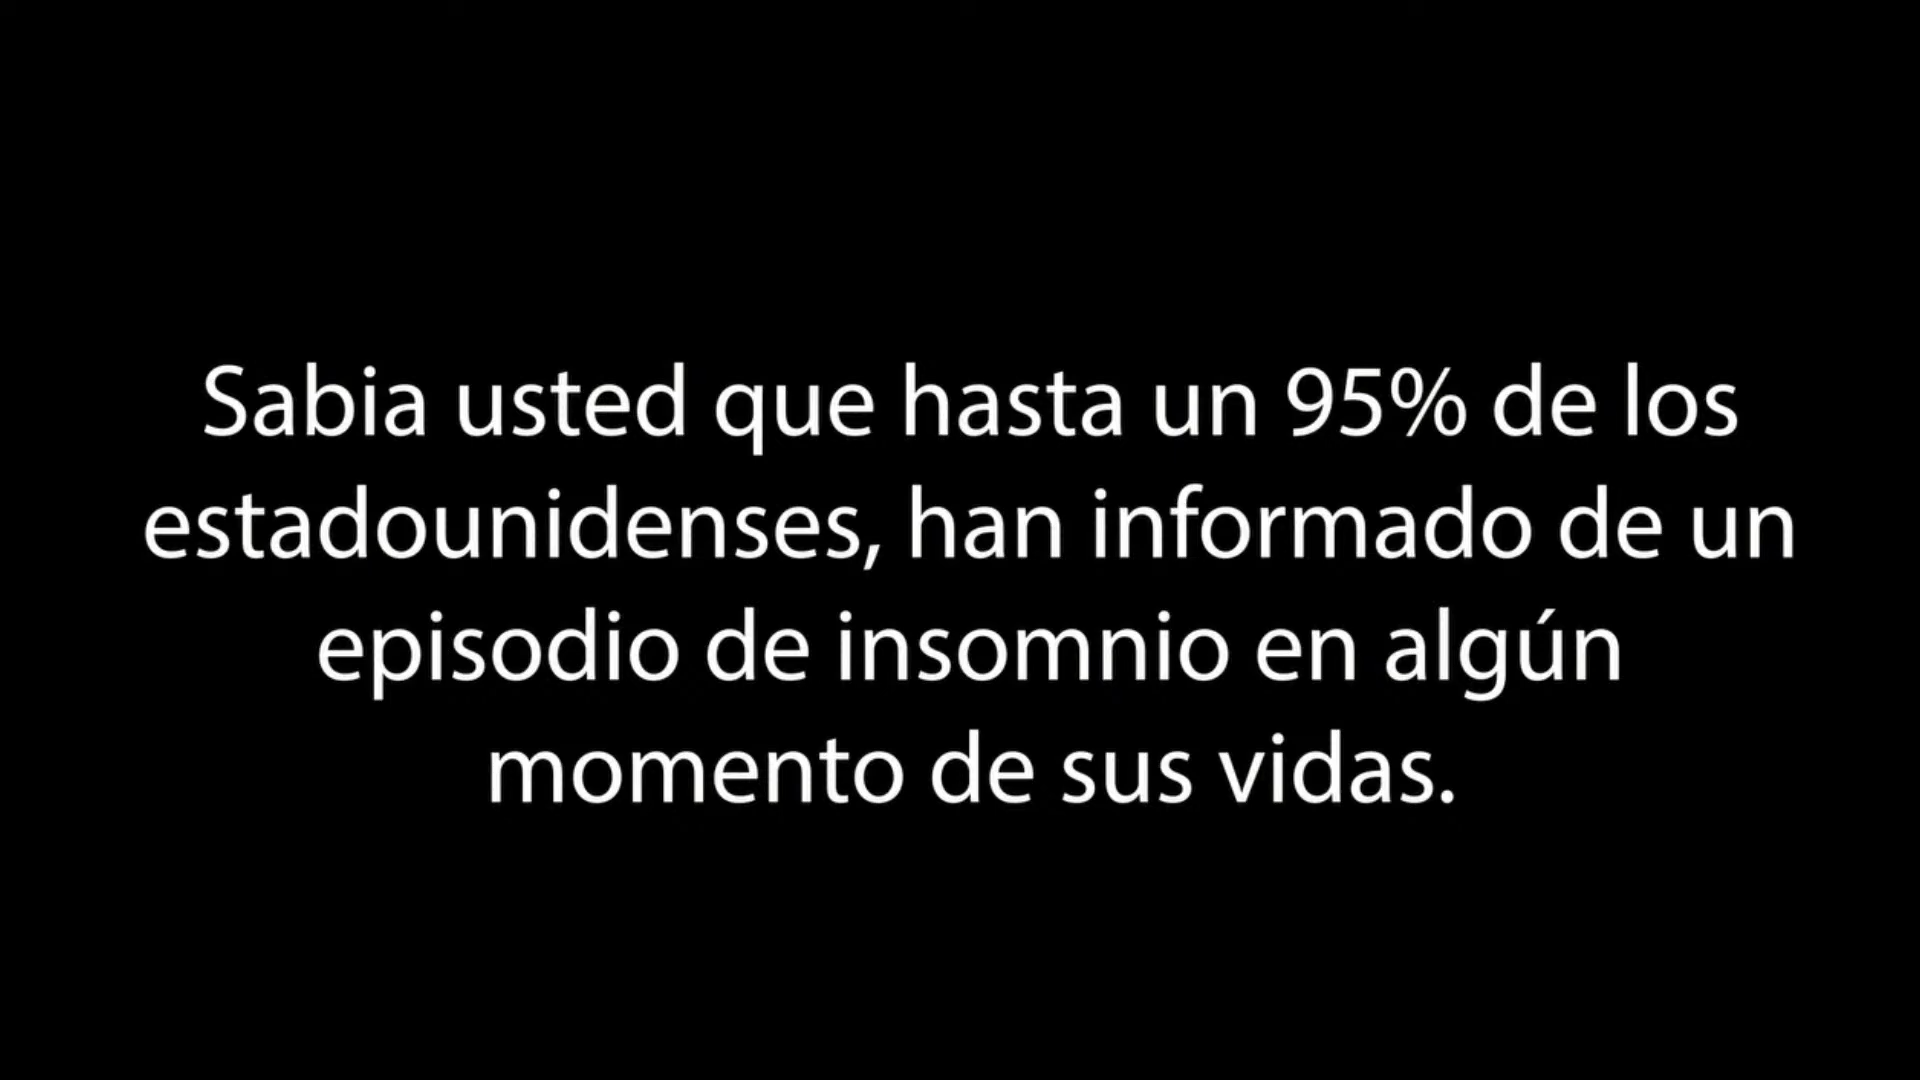 Sabia usted que hasta un 95% de los
estadounidenses, han informado de un
episodio de insomnio en algún
momento de sus vidas.